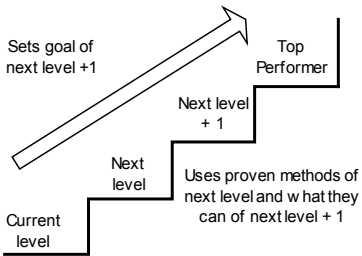 Sets goal of
next level +1
Top
Performer
Next level
+ 1
Next
level
Uses proven methods of
next level and w hat they
can of next level + 1
Current
level